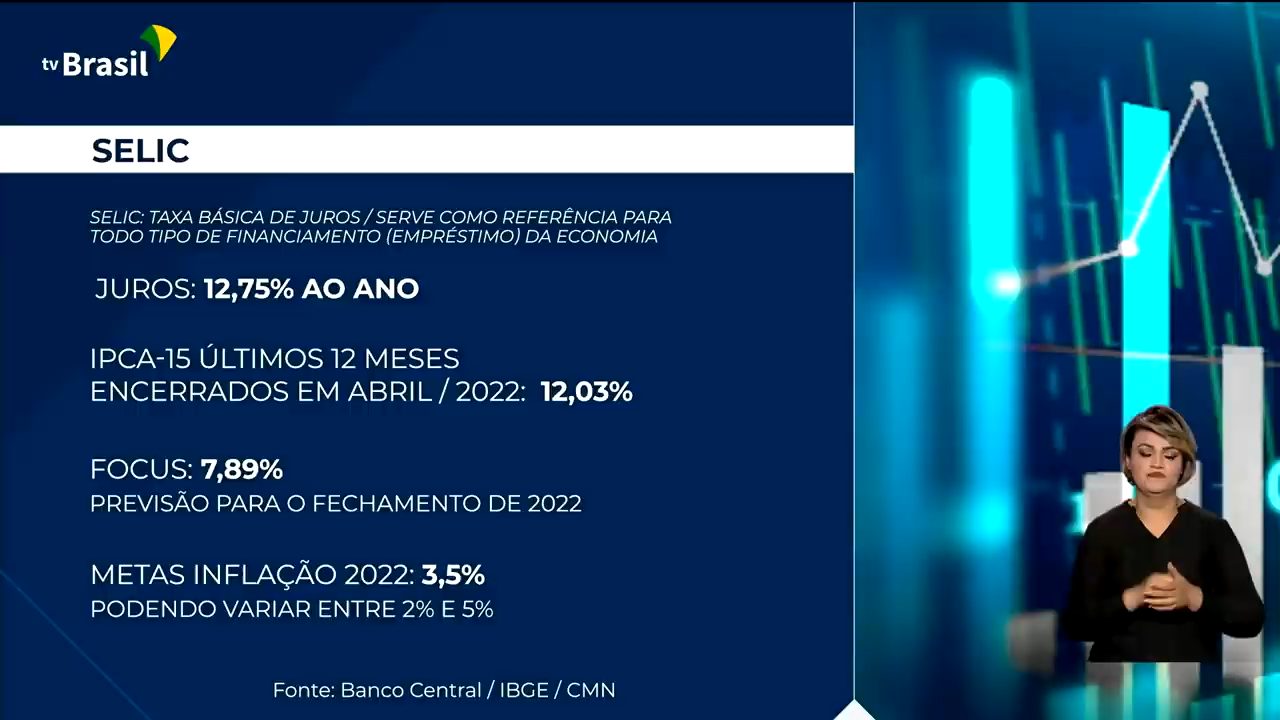 tv Brasil
SELIC
SELIC: TAXA BÁSICA DE JUROS / SERVE COMO REFERÊNCIA PARA
TODO TIPO DE FINANCIAMENTO (EMPRÉSTIMO) DA ECONOMIA
JUROS: 12,75% AO ANO
IPCA-15 ÚLTIMOS 12 MESES
ENCERRADOS EM ABRIL / 2022: 12,03%
FOCUS: 7,89%
PREVISÃO PARA O FECHAMENTO DE 2022
METAS INFLAÇÃO 2022: 3,5%
PODENDO VARIAR ENTRE 2% E 5%
Fonte: Banco Central / IBGE / CMN